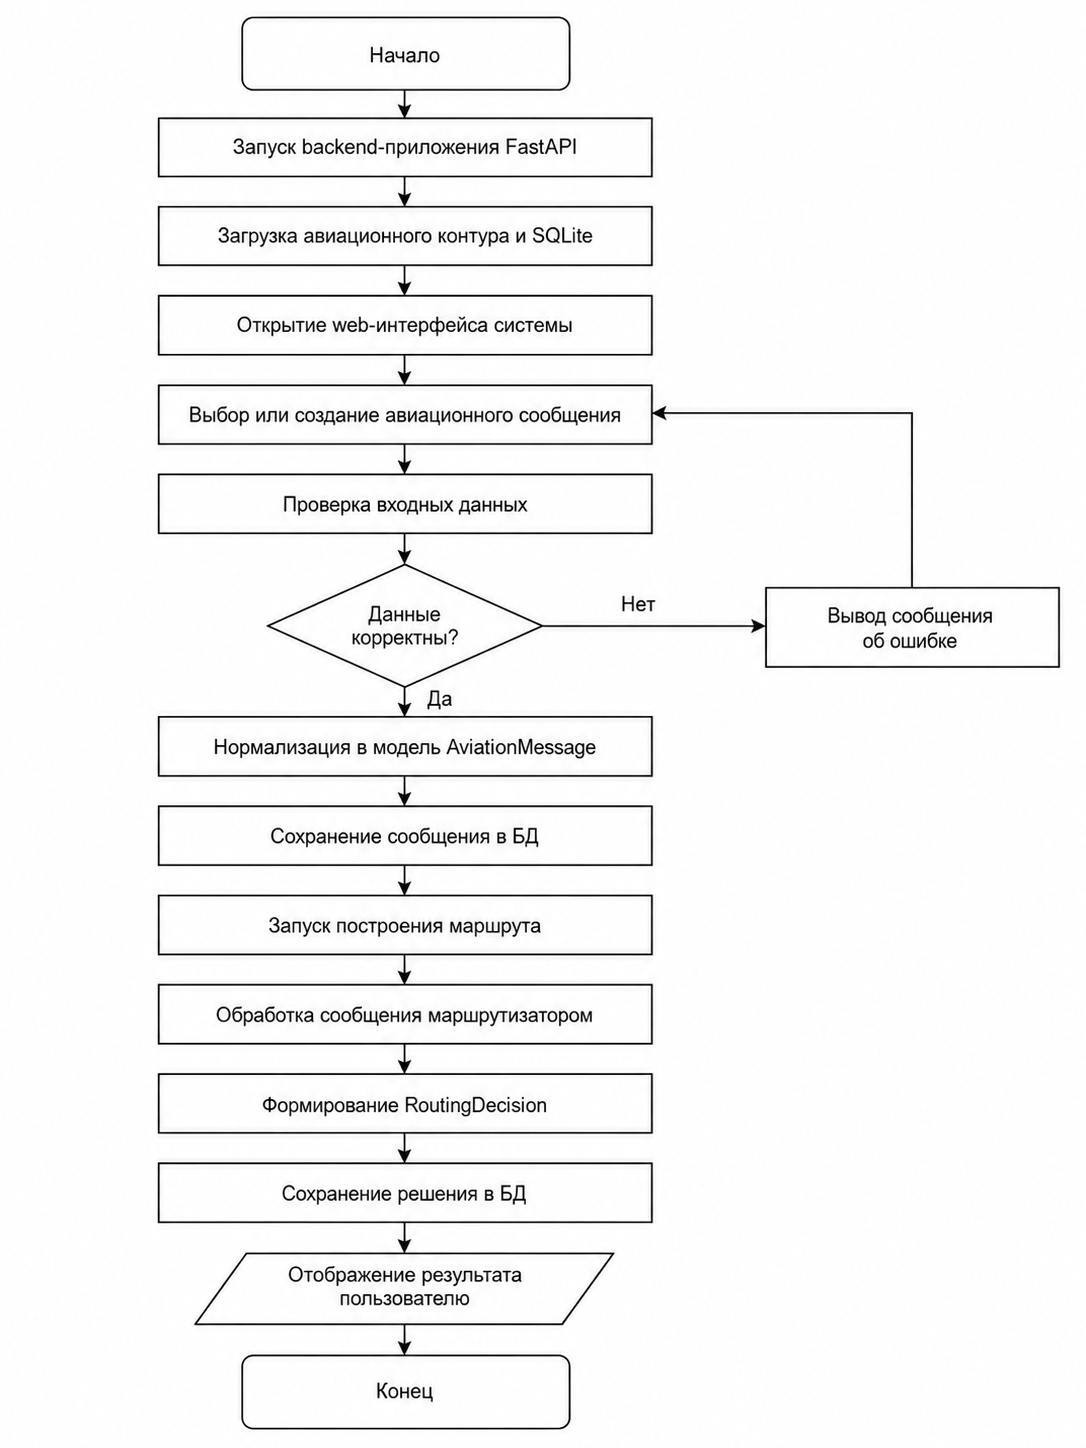 Начало
Запуск backend-приложения FastAPI
Загрузка авиационного контура и SQLite
Открытие web-интерфейса системы
Выбор или создание авиационного сообщения
Проверка входных данных
Данные
корректны?
Нет
Вывод сообщения
об ошибке
Да
Нормализация в модель AviationMessage
Сохранение сообщения в БД
Запуск построения маршрута
Обработка сообщения маршрутизатором
Формирование RoutingDecision
Сохранение решения в БД
Отображение результата
пользователю
Конец